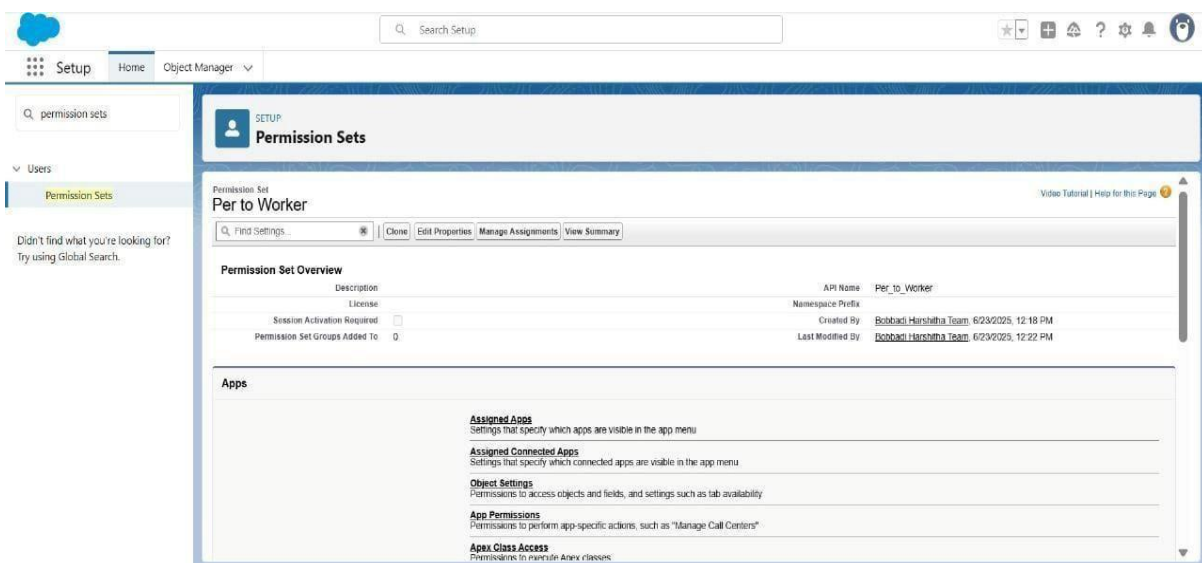 Search Setup
Setup
Home
Object Manager
permission sets
Users
Permission Sets
Didn't find what you're looking for?
Try using Global Search.
SETUP
Permission Sets
Permission Set
Per to Worker
Video Tutorial | Help for this Page
Find Settings...
Clone
Edit Properties
Manage Assignments
View Summary
Permission Set Overview
Description
API Name Per_to_Worker
License
Namespace Prefix
Session Activation Required
Created By Bobbadi Harshitha Team, 6/23/2025, 12:18 PM
Permission Set Groups Added To 0
Last Modified By Bobbadi Harshitha Team, 6/23/2025, 12:22 PM
Apps
Assigned Apps
Settings that specify which apps are visible in the app menu
Assigned Connected Apps
Settings that specify which connected apps are visible in the app menu
Object Settings
Permissions to access objects and fields, and settings such as tab availability
App Permissions
Permissions to perform app-specific actions, such as "Manage Call Centers"
Apex Class Access
Permissions to execute Apex classes